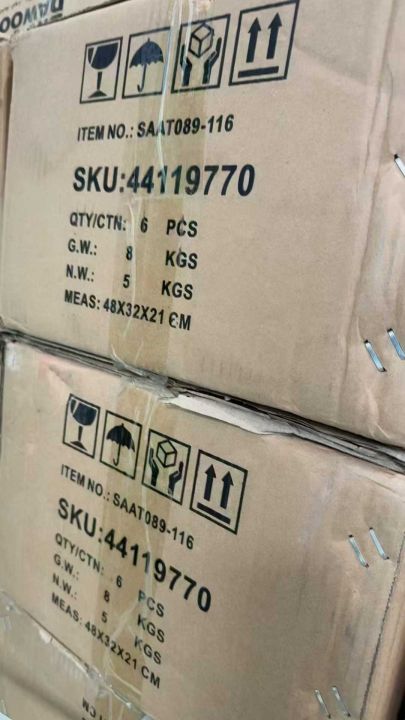 DAWOO
ITEM NO.: SAAT089-116
SKU:44119770
QTY/CTN: 6 PCS
G.W.: 8 KGS
N.W.: 5 KGS
MEAS: 48X32X21 CM
ITEM NO.: SAAT089-116
SKU:44119770
QTY/CTN: 6 PCS
G.W.: 8 KGS
N.W.: 5 KGS
MEAS: 48X32X21 CM